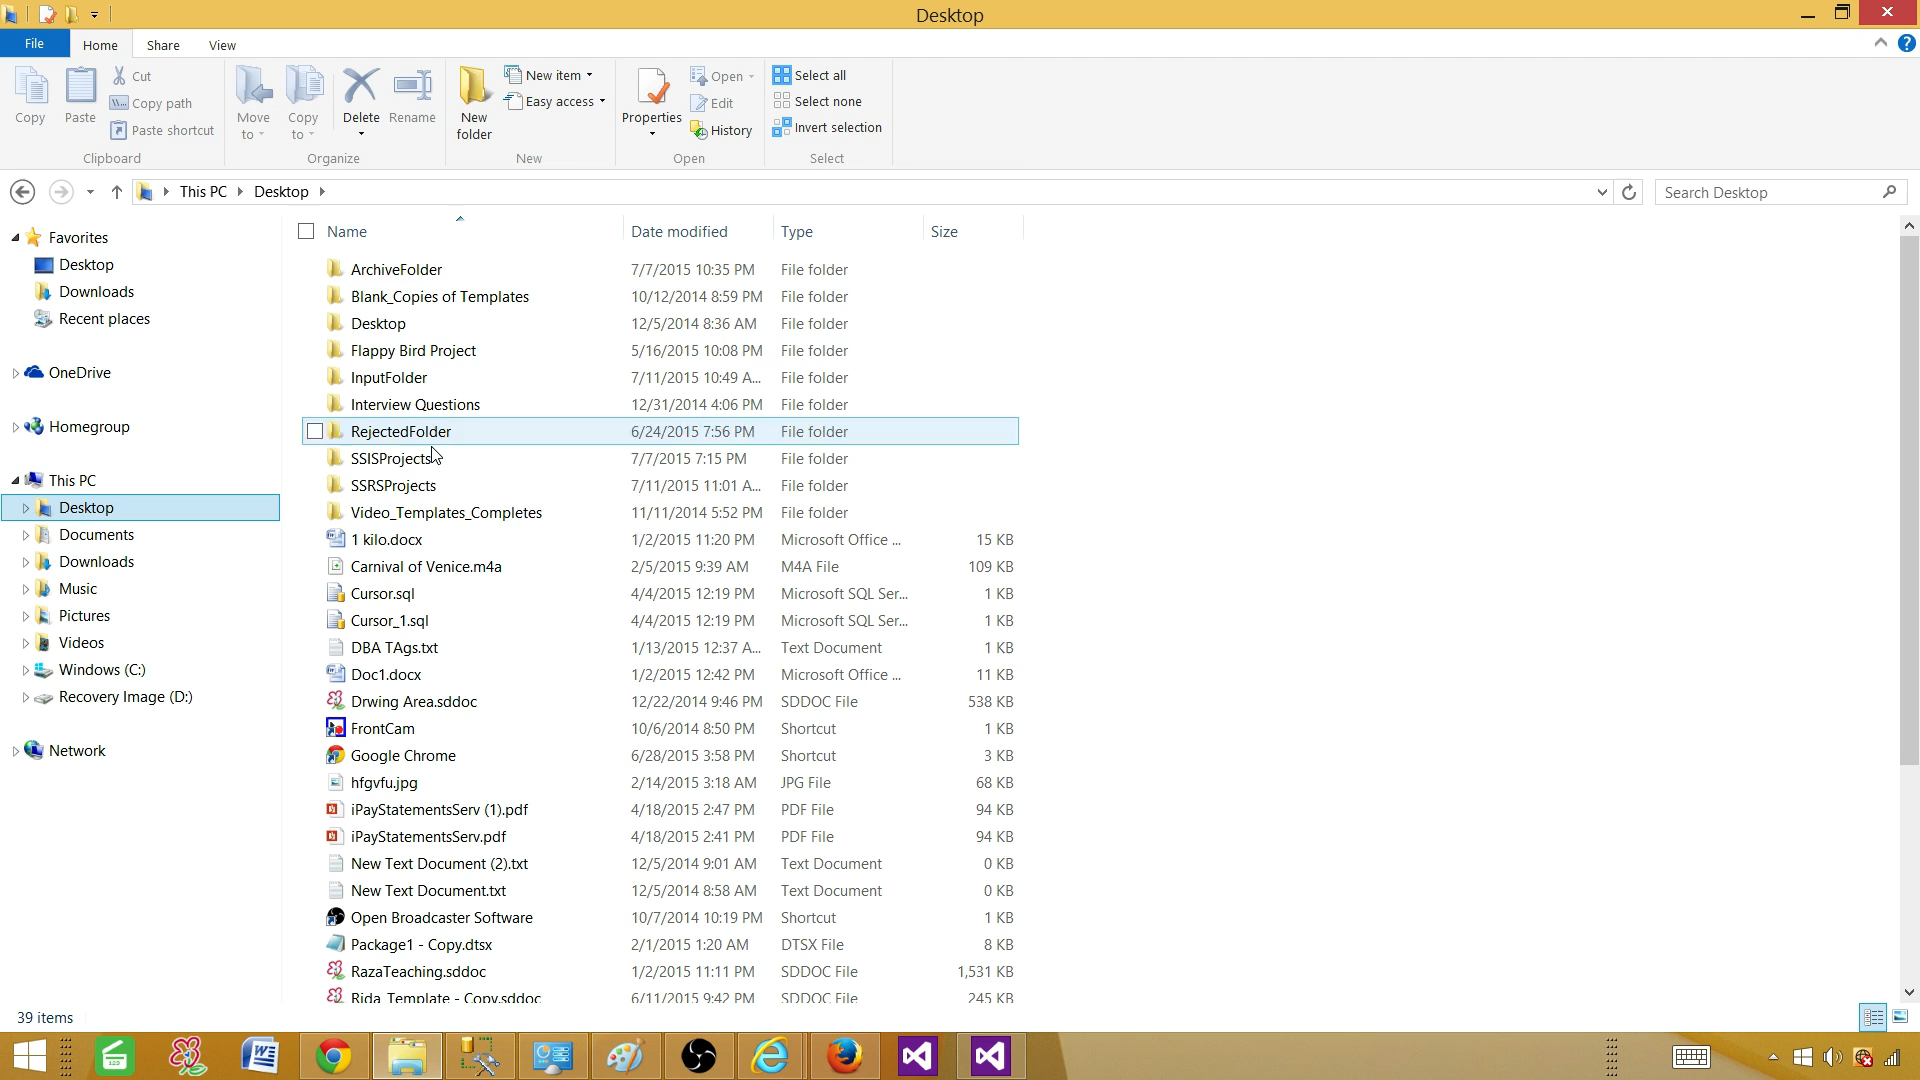 Desktop
File Home Share View
Copy
Paste
Cut
Copy path
Paste shortcut
Clipboard
Move to
Copy to
Delete
Rename
Organize
New folder
New item
Easy access
New
Properties
Open
Edit
History
Open
Select all
Select none
Invert selection
Select
This PC Desktop
Search Desktop
Favorites
Desktop
Downloads
Recent places
OneDrive
Homegroup
This PC
Desktop
Documents
Downloads
Music
Pictures
Videos
Windows (C:)
Recovery Image (D:)
Network
Name Date modified Type Size
ArchiveFolder 7/7/2015 10:35 PM File folder
Blank_Copies of Templates 10/12/2014 8:59 PM File folder
Desktop 12/5/2014 8:36 AM File folder
Flappy Bird Project 5/16/2015 10:08 PM File folder
InputFolder 7/11/2015 10:49 A... File folder
Interview Questions 12/31/2014 4:06 PM File folder
RejectedFolder 6/24/2015 7:56 PM File folder
SSISProjects 7/7/2015 7:15 PM File folder
SSRSProjects 7/11/2015 11:01 A... File folder
Video_Templates_Completes 11/11/2014 5:52 PM File folder
1 kilo.docx 1/2/2015 11:20 PM Microsoft Office ... 15 KB
Carnival of Venice.m4a 2/5/2015 9:39 AM M4A File 109 KB
Cursor.sql 4/4/2015 12:19 PM Microsoft SQL Ser... 1 KB
Cursor_1.sql 4/4/2015 12:19 PM Microsoft SQL Ser... 1 KB
DBA TAgs.txt 1/13/2015 12:37 A... Text Document 1 KB
Doc1.docx 1/2/2015 12:42 PM Microsoft Office ... 11 KB
Drwing Area.sddoc 12/22/2014 9:46 PM SDDOC File 538 KB
FrontCam 10/6/2014 8:50 PM Shortcut 1 KB
Google Chrome 6/28/2015 3:58 PM Shortcut 3 KB
hfgvfu.jpg 2/14/2015 3:18 AM JPG File 68 KB
iPayStatementsServ (1).pdf 4/18/2015 2:47 PM PDF File 94 KB
iPayStatementsServ.pdf 4/18/2015 2:41 PM PDF File 94 KB
New Text Document (2).txt 12/5/2014 9:01 AM Text Document 0 KB
New Text Document.txt 12/5/2014 8:58 AM Text Document 0 KB
Open Broadcaster Software 10/7/2014 10:19 PM Shortcut 1 KB
Package1 - Copy.dtsx 2/1/2015 1:20 AM DTSX File 8 KB
RazaTeaching.sddoc 1/2/2015 11:11 PM SDDOC File 1,531 KB
Rida_Template - Copy.sddoc 6/11/2015 9:42 PM SDDOC File 245 KB
39 items